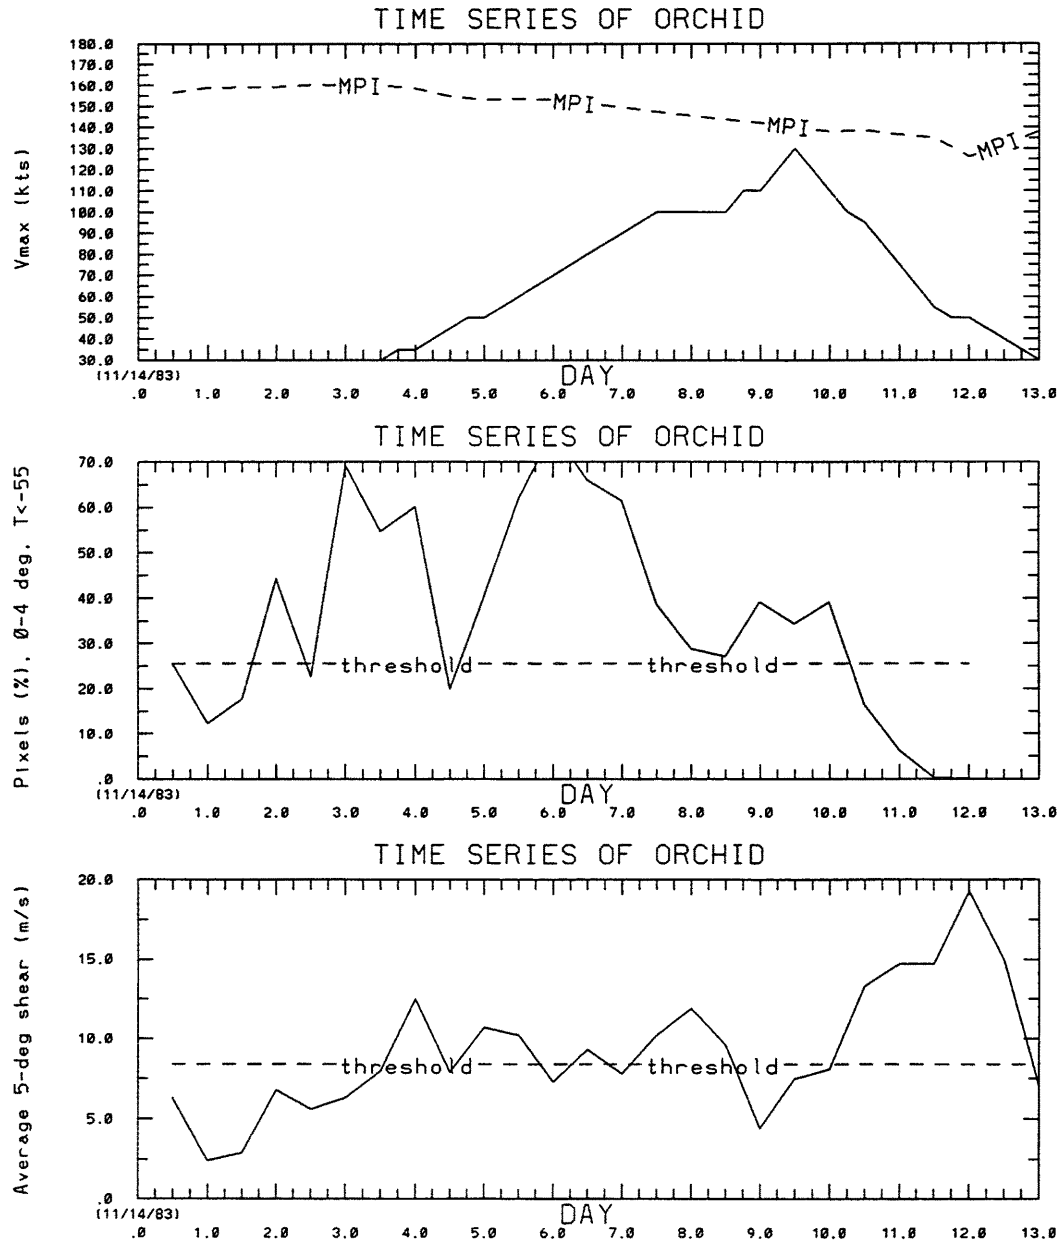 TIME SERIES OF ORCHID
Vmax (kts)
180.0
170.0
160.0
150.0
140.0
130.0
120.0
110.0
100.0
90.0
80.0
70.0
60.0
50.0
40.0
30.0
MPI
MPI
MPI
MPI
(11/14/83)
DAY
.0 1.0 2.0 3.0 4.0 5.0 6.0 7.0 8.0 9.0 10.0 11.0 12.0 13.0
TIME SERIES OF ORCHID
Pixels (%), 0-4 deg, T<-55
70.0
60.0
50.0
40.0
30.0
20.0
10.0
.0
threshold threshold
(11/14/83)
DAY
.0 1.0 2.0 3.0 4.0 5.0 6.0 7.0 8.0 9.0 10.0 11.0 12.0 13.0
TIME SERIES OF ORCHID
Average 5-deg shear (m/s)
20.0
15.0
10.0
5.0
.0
threshold threshold
(11/14/83)
DAY
.0 1.0 2.0 3.0 4.0 5.0 6.0 7.0 8.0 9.0 10.0 11.0 12.0 13.0